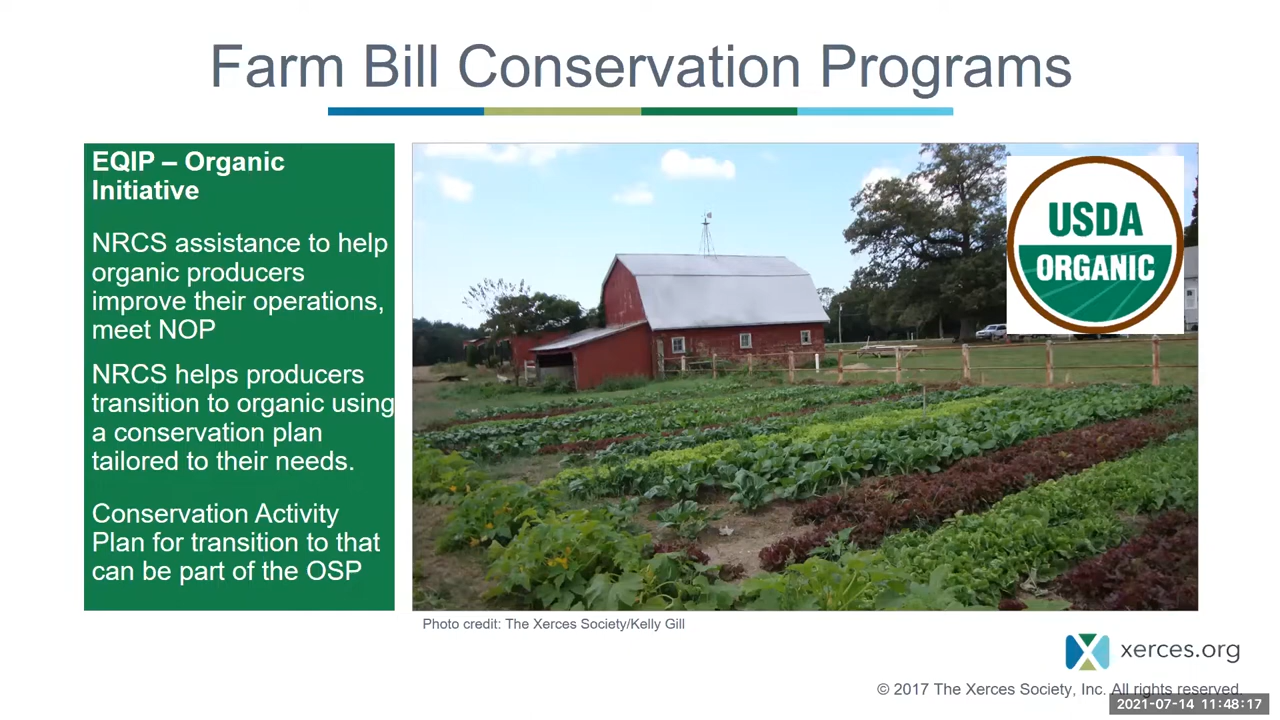 Farm Bill Conservation Programs
EQIP – Organic
Initiative
NRCS assistance to help
organic producers
improve their operations,
meet NOP
NRCS helps producers
transition to organic using
a conservation plan
tailored to their needs.
Conservation Activity
Plan for transition to that
can be part of the OSP
USDA
ORGANIC
Photo credit: The Xerces Society/Kelly Gill
xerces.org
© 2017 The Xerces Society, Inc. All rights reserved.
2021-07-14 11:48:17